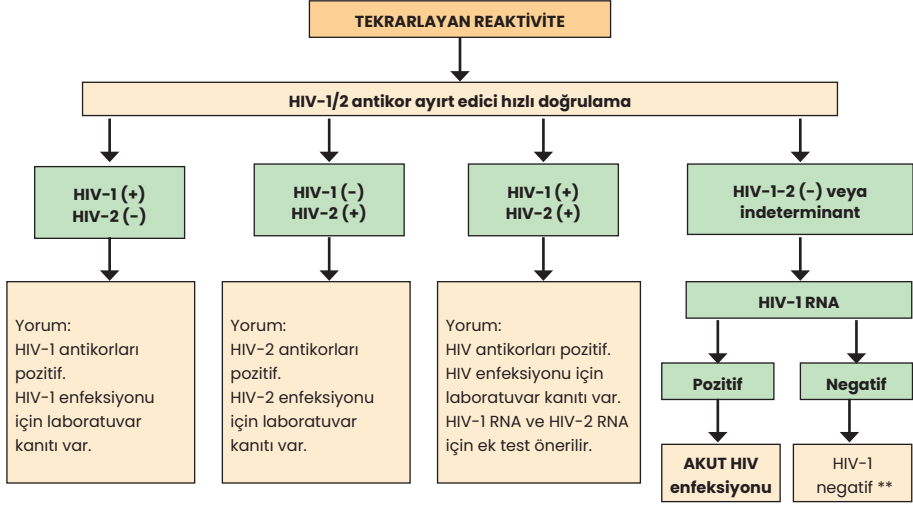 TEKRARLAYAN REAKTİVİTE
HIV-1/2 antikor ayırt edici hızlı doğrulama
HIV-1 (+)
HIV-2 (-)
HIV-1 (-)
HIV-2 (+)
HIV-1 (+)
HIV-2 (+)
HIV-1-2 (-) veya
indeterminant
Yorum:
HIV-1 antikorları
pozitif.
HIV-1 enfeksiyonu
için laboratuvar
kanıtı var.
Yorum:
HIV-2 antikorları
pozitif.
HIV-2 enfeksiyonu
için laboratuvar
kanıtı var.
Yorum:
HIV antikorları pozitif.
HIV enfeksiyonu için
laboratuvar kanıtı var.
HIV-1 RNA ve HIV-2 RNA
için ek test önerilir.
HIV-1 RNA
Pozitif
Negatif
AKUT HIV
enfeksiyonu
HIV-1
negatif **